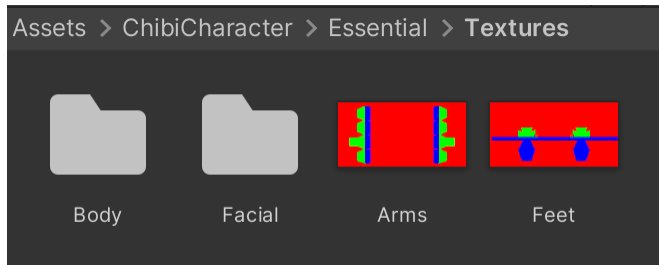 Assets > ChibiCharacter > Essential > Textures
Body Facial Arms Feet